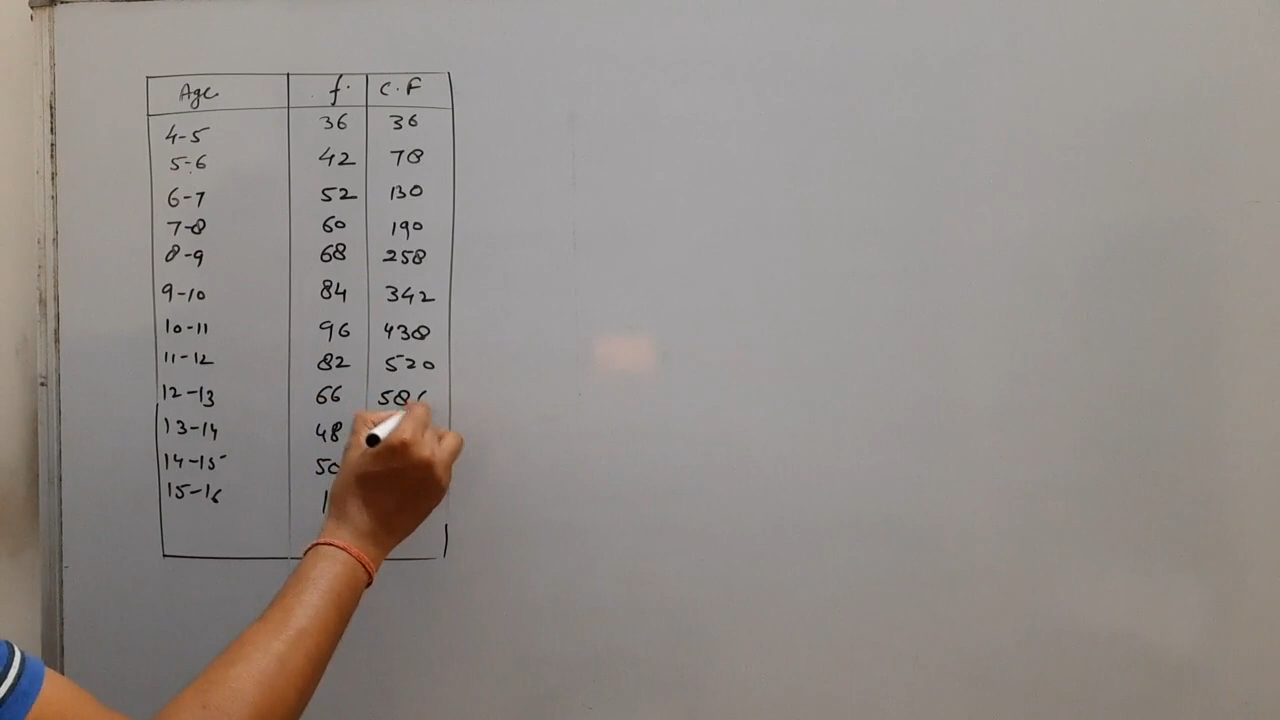 Age f. C.F
4-5 36 36
5-6 42 78
6-7 52 130
7-8 60 190
8-9 68 258
9-10 84 342
10-11 96 438
11-12 82 520
12-13 66
13-14 48
14-15 50
15-16